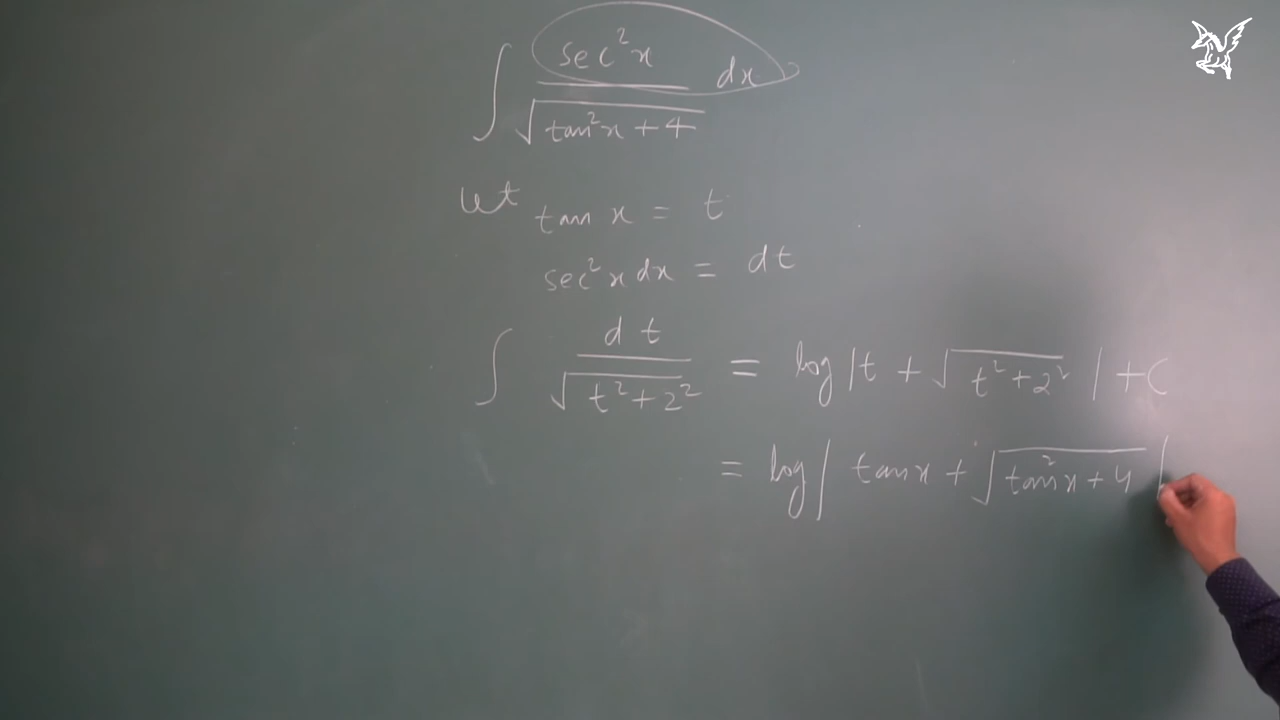 ∫ sec²x / √(tan²x + 4) dx
let tan x = t
sec²x dx = dt
∫ dt / √(t² + 2²) = log |t + √(t² + 2²)| + C
= log | tan x + √(tan²x + 4) |